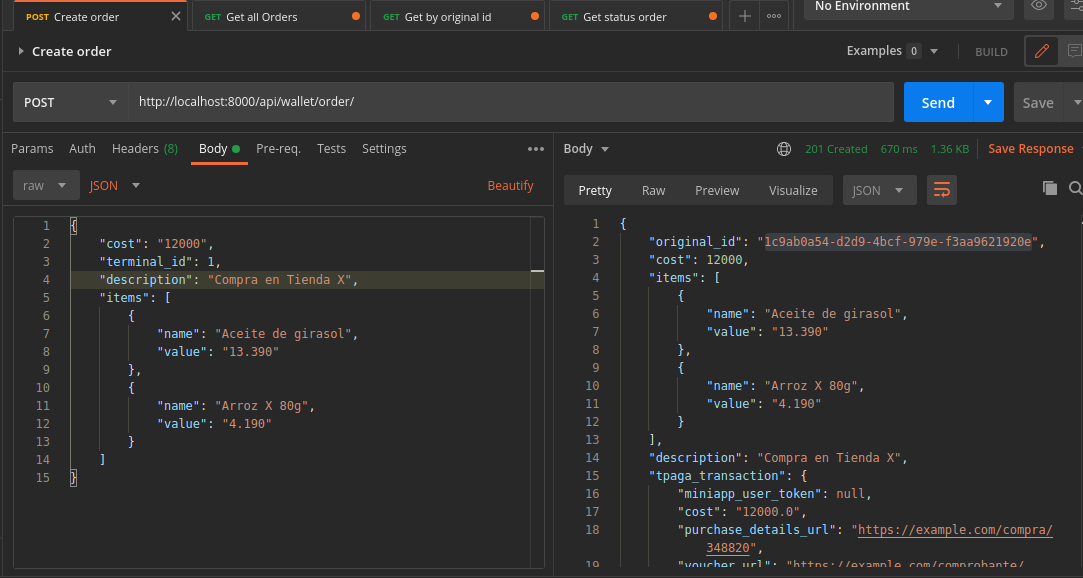 POST Create order
GET Get all Orders
GET Get by original id
GET Get status order
No Environment
Create order
Examples 0
BUILD
POST
http://localhost:8000/api/wallet/order/
Send
Save
Params Auth Headers (8) Body Pre-req. Tests Settings
raw JSON Beautify
1 {
2 "cost": "12000",
3 "terminal_id": 1,
4 "description": "Compra en Tienda X",
5 "items": [
6 {
7 "name": "Aceite de girasol",
8 "value": "13.390"
9 },
10 {
11 "name": "Arroz X 80g",
12 "value": "4.190"
13 }
14 ]
15 }
Body 201 Created 670 ms 1.36 KB Save Response
Pretty Raw Preview Visualize JSON
1 {
2 "original_id": "1c9ab0a54-d2d9-4bcf-979e-f3aa9621920e",
3 "cost": 12000,
4 "items": [
5 {
6 "name": "Aceite de girasol",
7 "value": "13.390"
8 },
9 {
10 "name": "Arroz X 80g",
11 "value": "4.190"
12 }
13 ],
14 "description": "Compra en Tienda X",
15 "tpaga_transaction": {
16 "miniapp_user_token": null,
17 "cost": "12000.0",
18 "purchase_details_url": "https://example.com/compra/
348820",
19 "voucher_url": "https://example.com/comprobante/